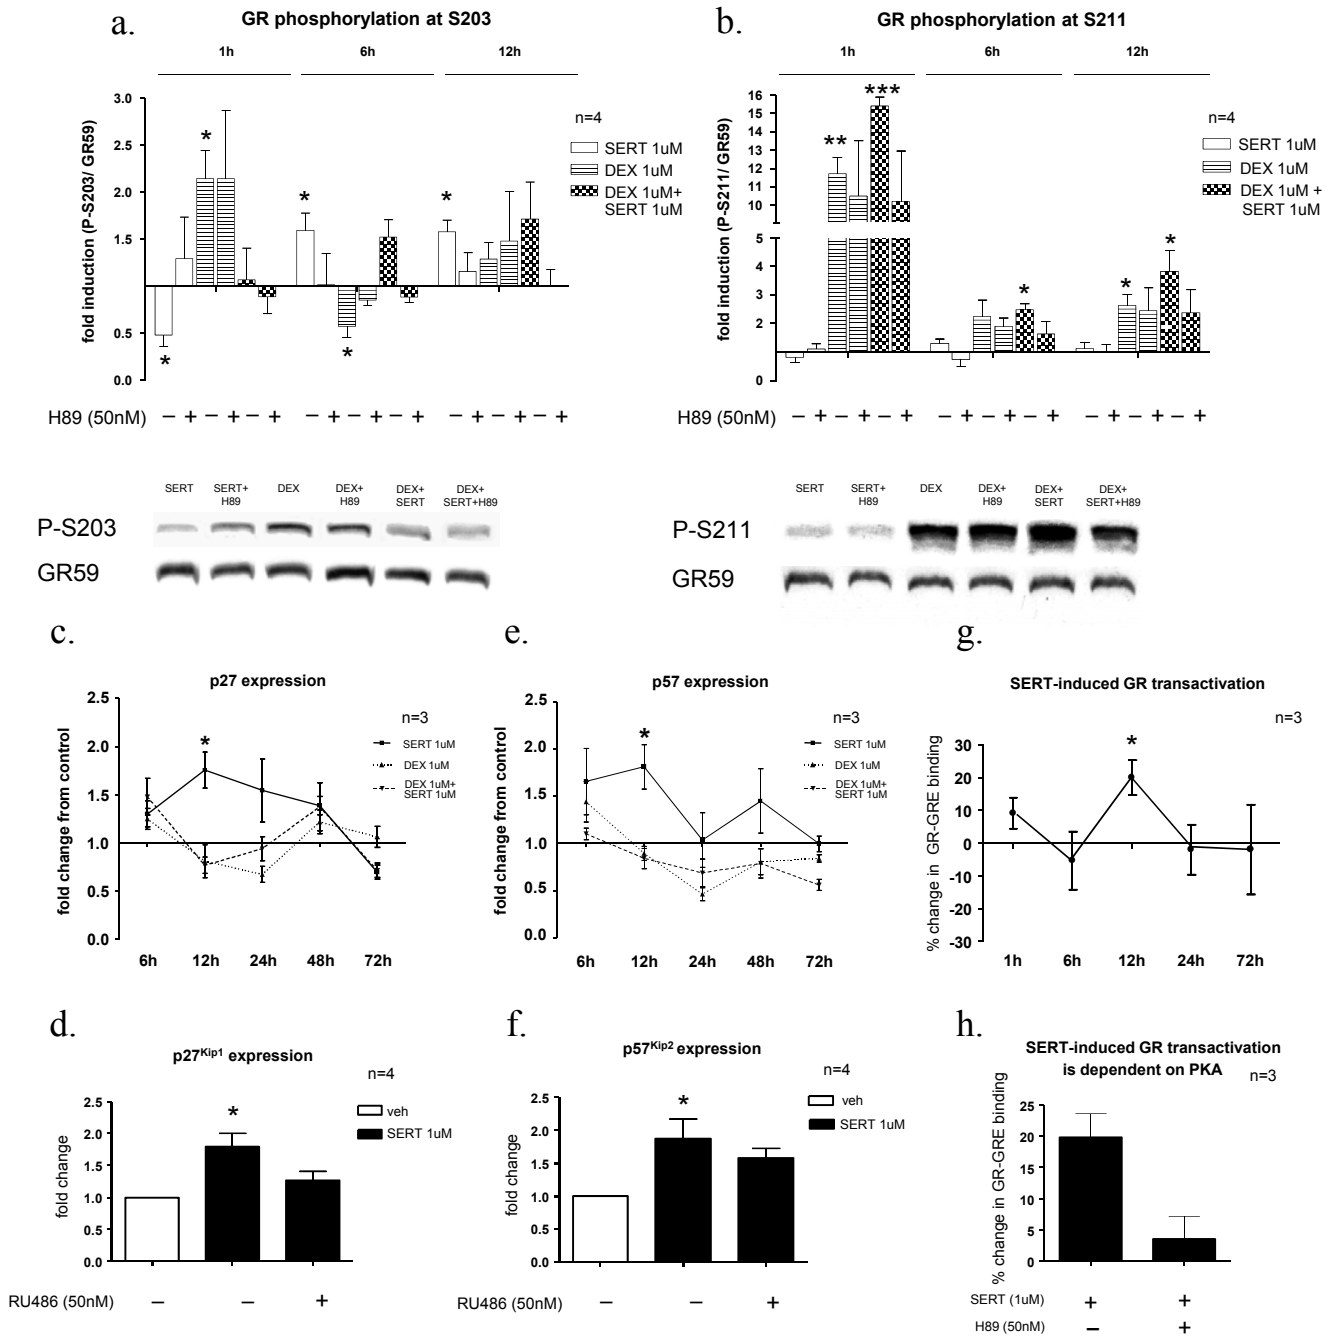 a.
GR phosphorylation at S203
1h
6h
12h
fold induction (P-S203/ GR59)
3.0
2.5
2.0
1.5
0.5
0.0
*
*
*
*
*
n=4
SERT 1uM
DEX 1uM
DEX 1uM+
SERT 1uM
H89 (50nM)
– + – + – + – + – + – + – + – + – +
SERT
SERT+
H89
DEX
DEX+
H89
DEX+
SERT
DEX+
SERT+H89
P-S203
GR59
b.
GR phosphorylation at S211
1h
6h
12h
fold induction (P-S211/ GR59)
16
15
14
13
12
11
10
5
4
3
2
0
**
***
*
*
*
n=4
SERT 1uM
DEX 1uM
DEX 1uM +
SERT 1uM
H89 (50nM)
– + – + – + – + – + – + – + – + – +
SERT
SERT+
H89
DEX
DEX+
H89
DEX+
SERT
DEX+
SERT+H89
P-S211
GR59
c.
p27 expression
fold change from control
2.5
2.0
1.5
1.0
0.5
0.0
*
n=3
SERT 1uM
DEX 1uM
DEX 1uM+
SERT 1uM
6h 12h 24h 48h 72h
e.
p57 expression
fold change from control
2.5
2.0
1.5
1.0
0.5
0.0
*
n=3
SERT 1uM
DEX 1uM
DEX 1uM+
SERT 1uM
6h 12h 24h 48h 72h
g.
SERT-induced GR transactivation
% change in GR-GRE binding
30
20
10
0
-10
-20
-30
*
n=3
1h 6h 12h 24h 72h
d.
p27Kip1 expression
fold change
2.5
2.0
1.5
1.0
0.5
0.0
*
n=4
veh
SERT 1uM
RU486 (50nM) – – +
f.
p57Kip2 expression
fold change
2.5
2.0
1.5
1.0
0.5
0.0
*
n=4
veh
SERT 1uM
RU486 (50nM) – – +
h.
SERT-induced GR transactivation
is dependent on PKA
n=3
% change in GR-GRE binding
25
20
15
10
5
0
SERT (1uM) + +
H89 (50nM) – +